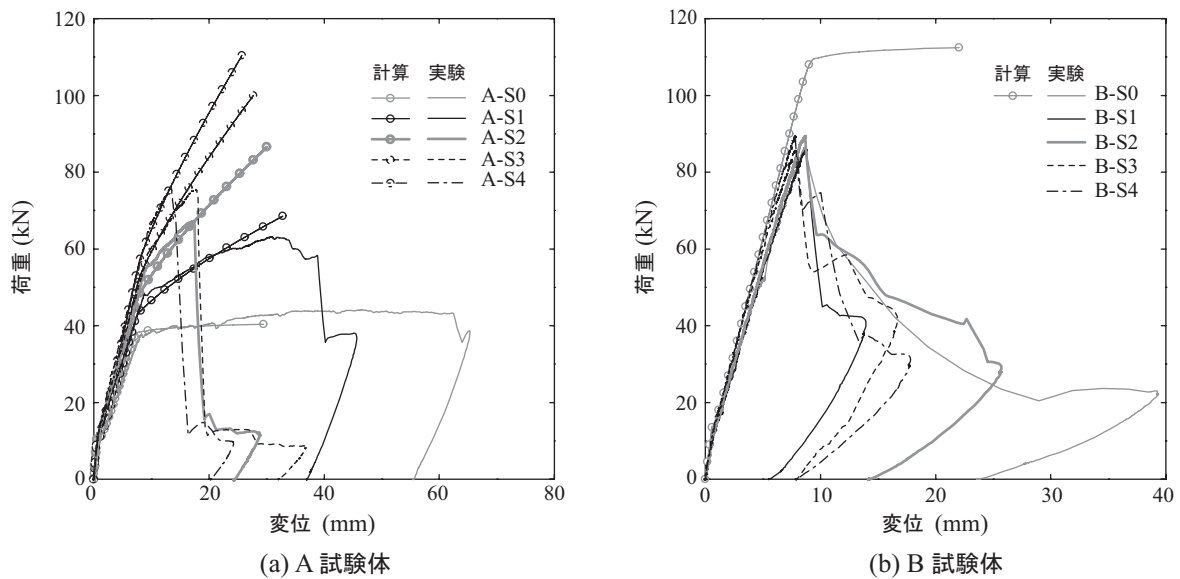 120
100
80
60
40
20
0
荷重 (kN)
計算 実験
A-S0
A-S1
A-S2
A-S3
A-S4
0 20 40 60 80
変位 (mm)
(a) A 試験体
120
100
80
60
40
20
0
荷重 (kN)
計算 実験
B-S0
B-S1
B-S2
B-S3
B-S4
0 10 20 30 40
変位 (mm)
(b) B 試験体